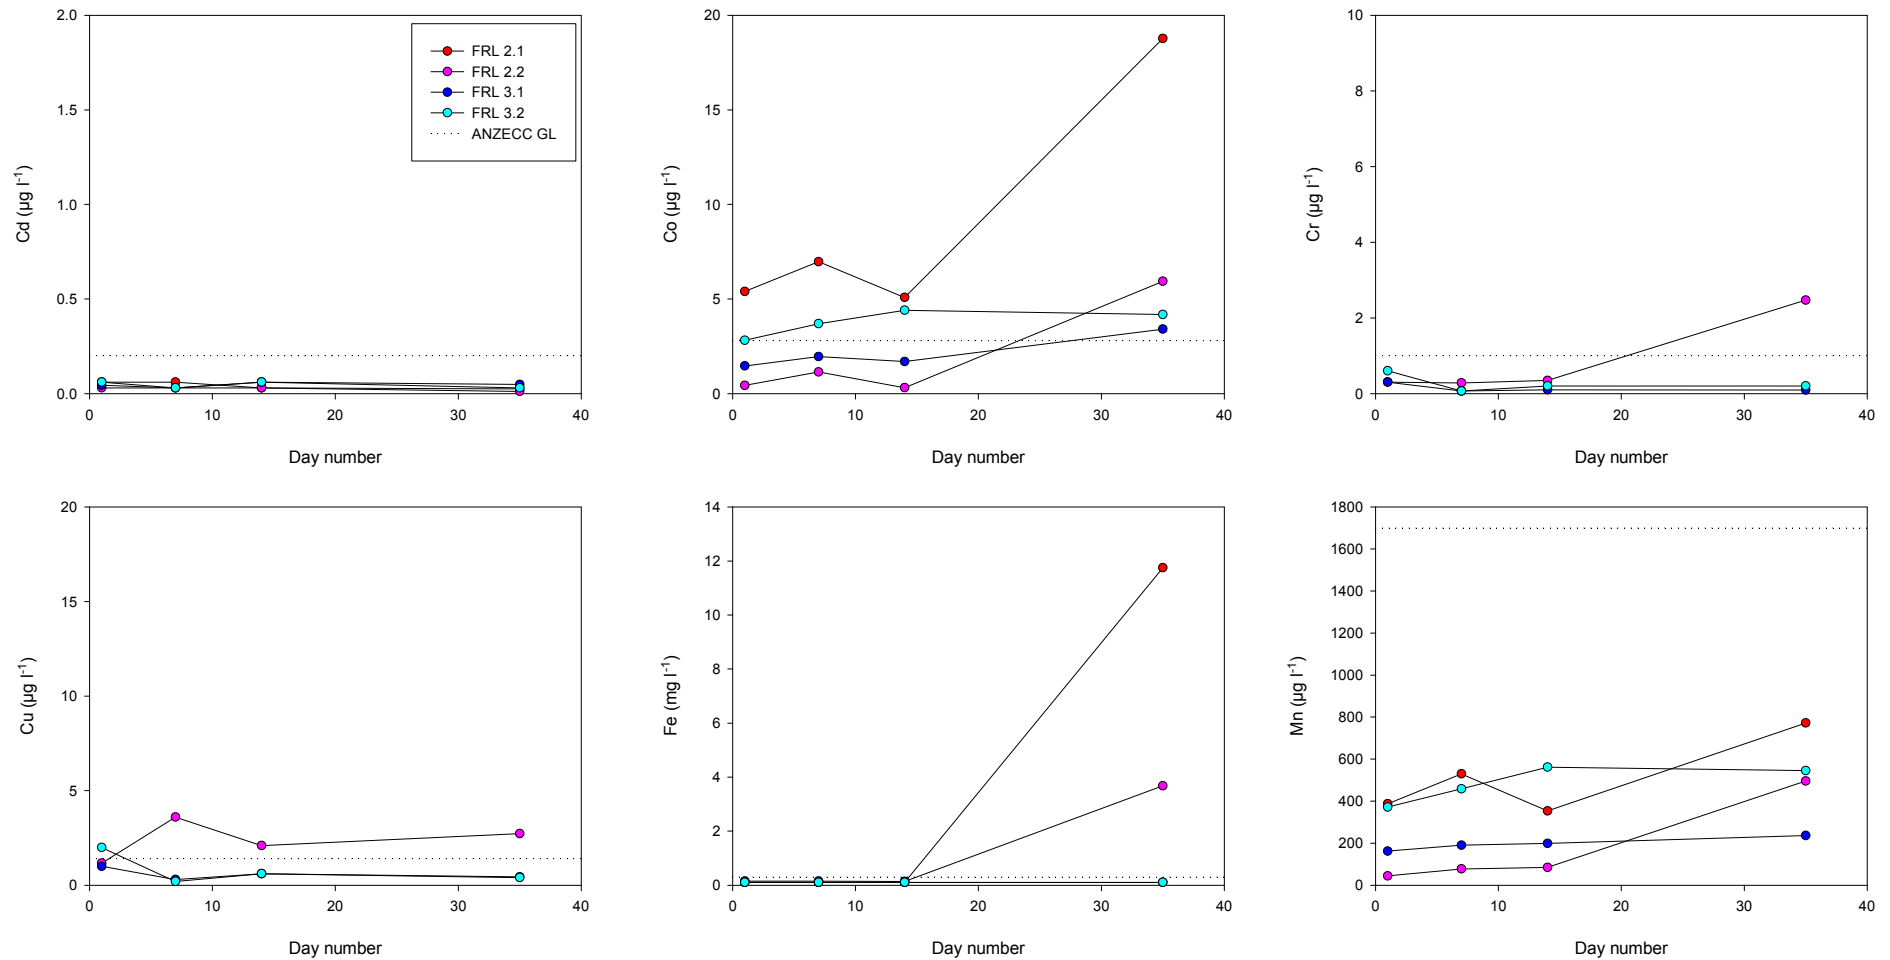 2.0
1.5
1.0
0.5
0.0
Cd (µg l-1)
0 10 20 30 40
Day number
FRL 2.1
FRL 2.2
FRL 3.1
FRL 3.2
ANZECC GL
20
15
10
5
0
Co (µg l-1)
0 10 20 30 40
Day number
10
8
6
4
2
0
Cr (µg l-1)
0 10 20 30 40
Day number
20
15
10
5
0
Cu (µg l-1)
0 10 20 30 40
Day number
14
12
10
8
6
4
2
0
Fe (mg l-1)
0 10 20 30 40
Day number
1800
1600
1400
1200
1000
800
600
400
200
0
Mn (µg l-1)
0 10 20 30 40
Day number